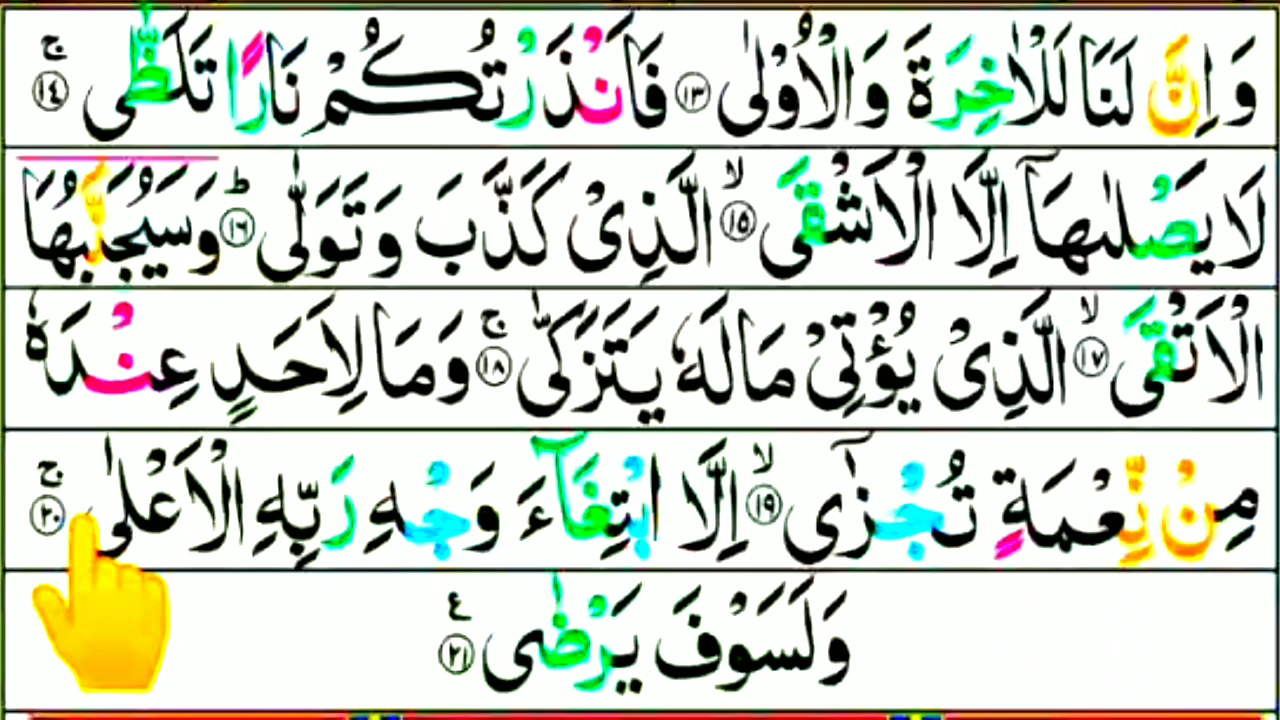 وَ اِنَّ لَنَا لَلْاٰخِرَةَ وَ الْاُوْلٰى ۝١٣ فَاَنْذَرْتُكُمْ نَارًا تَلَظّٰى ۚ ۝١٤
لَا يَصْلٰىهَاۤ اِلَّا الْاَشْقَى ۙ ۝١٥ الَّذِىْ كَذَّبَ وَ تَوَلّٰى ؕ ۝١٦ وَ سَيُجَنَّبُهَا
الْاَتْقَى ۙ ۝١٧ الَّذِىْ يُؤْتِىْ مَالَهٗ يَتَزَكّٰى ۚ ۝١٨ وَ مَا لِاَحَدٍ عِنْدَهٗ
مِنْ نِّعْمَةٍ تُجْزٰۤى ۙ ۝١٩ اِلَّا ابْتِغَآءَ وَجْهِ رَبِّهِ الْاَعْلٰى ۚ ۝٢٠
وَلَسَوْفَ يَرْضٰى ۝٢١ ع